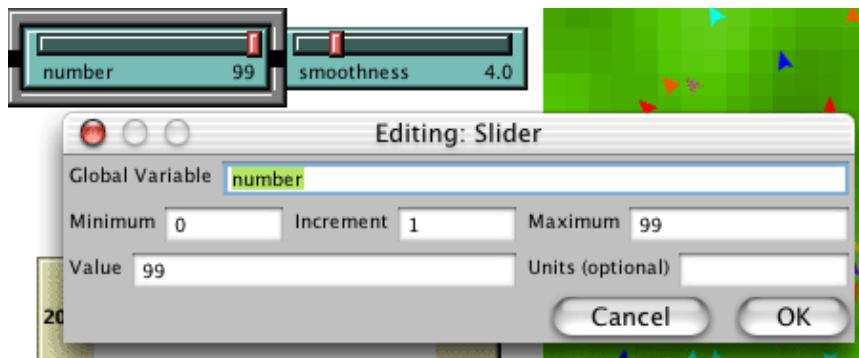 number 99 smoothness 4.0
Editing: Slider
Global Variable number
Minimum 0 Increment 1 Maximum 99
Value 99 Units (optional)
20
Cancel OK